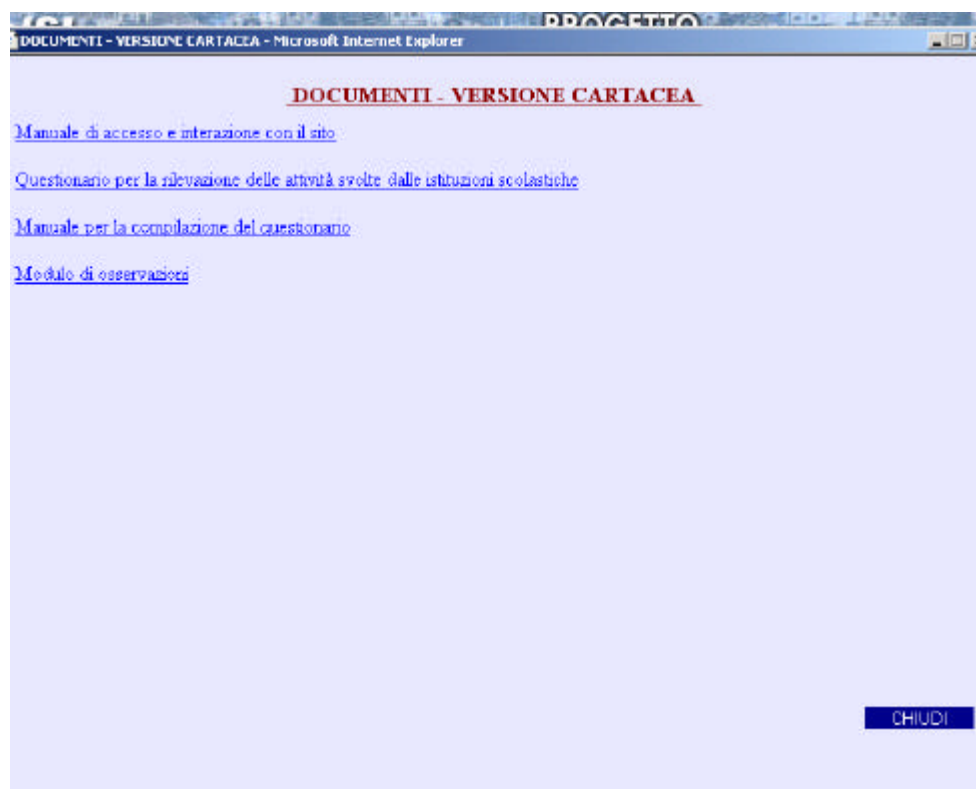 PROGETTO
DOCUMENTI - VERSIONE CARTACEA - Microsoft Internet Explorer
DOCUMENTI - VERSIONE CARTACEA
Manuale di accesso e interazione con il sito
Questionario per la rilevazione delle attività svolte dalle istituzioni scolastiche
Manuale per la compilazione del questionario
Modulo di osservazioni
CHIUDI